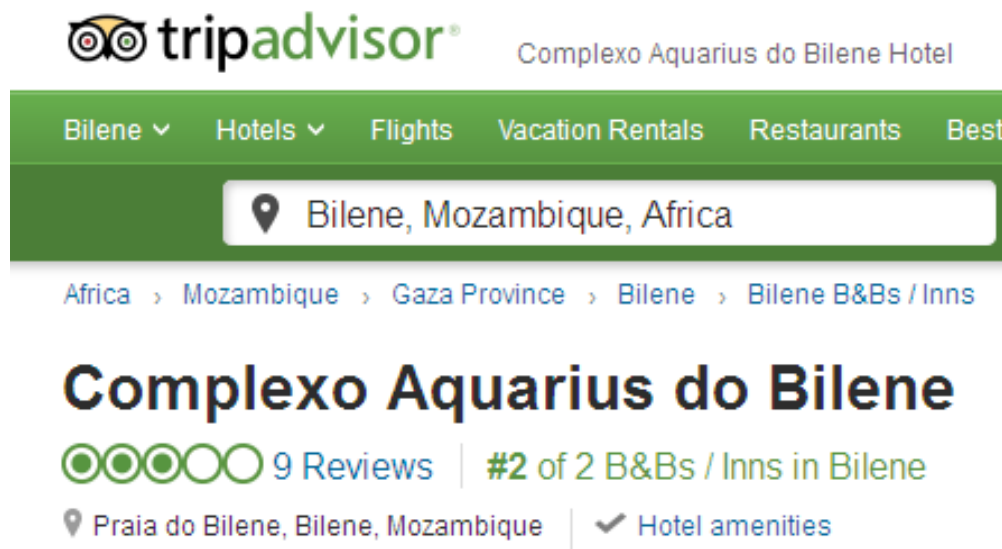 tripadvisor®
Complexo Aquarius do Bilene Hotel
Bilene Hotels Flights Vacation Rentals Restaurants Best
Bilene, Mozambique, Africa
Africa › Mozambique › Gaza Province › Bilene › Bilene B&Bs / Inns
Complexo Aquarius do Bilene
9 Reviews #2 of 2 B&Bs / Inns in Bilene
Praia do Bilene, Bilene, Mozambique Hotel amenities